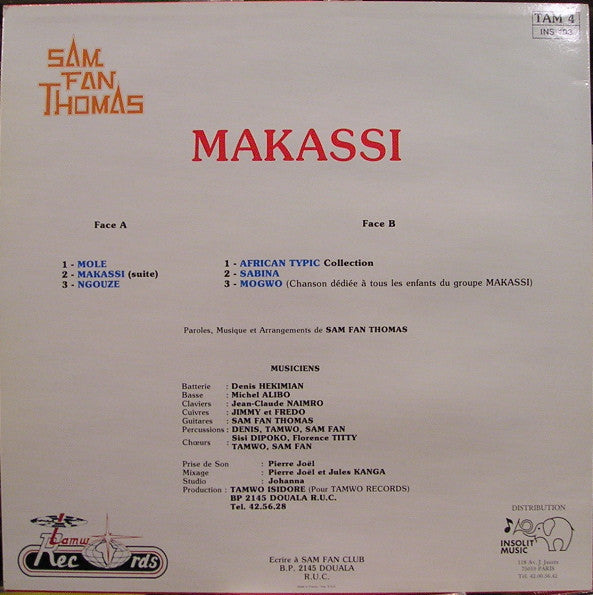 TAM 4
SAM
FAN
THOMAS
MAKASSI
Face A
1 - MOLE
2 - MAKASSI (suite)
3 - NGOUZE
Face B
1 - AFRICAN TYPIC Collection
2 - SABINA
3 - MOGWO (Chanson dédiée à tous les enfants du groupe MAKASSI)
Paroles, Musique et Arrangements de SAM FAN THOMAS
MUSICIENS
Batterie : Denis HEKIMIAN
Basse : Michel ALIBO
Claviers : Jean-Claude NAIMRO
Cuivres : JIMMY et FREDO
Guitares : SAM FAN THOMAS
Percussions : DENIS, TAMWO, SAM FAN
Chœurs : Sisi DIPOKO, Florence TITTY
TAMWO, SAM FAN
Prise de Son : Pierre Joël
Mixage : Pierre Joël et Jules KANGA
Studio : Johanna
Production : TAMWO ISIDORE (Pour TAMWO RECORDS)
BP 2145 DOUALA R.U.C.
Tel. 42.56.28
Tamwo
Records
Ecrire à SAM FAN CLUB
B.P. 2145 DOUALA
R.U.C.
DISTRIBUTION
INSOLIT
MUSIC
Av. J. Jaures
75019 PARIS